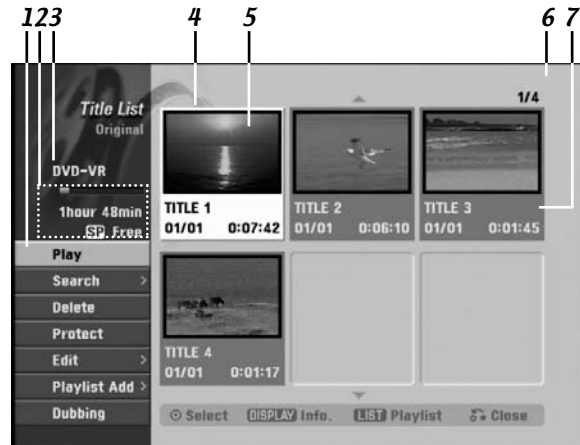 123 4 5 6 7
Title List
Original
1/4
DVD-VR
1hour 48min
SP Free
TITLE 1
01/01 0:07:42
TITLE 2
01/01 0:06:10
TITLE 3
01/01 0:01:45
Play
Search >
Delete
Protect
Edit >
Playlist Add >
Dubbing
TITLE 4
01/01 0:01:17
Select DISPLAY Info. LIST Playlist Close